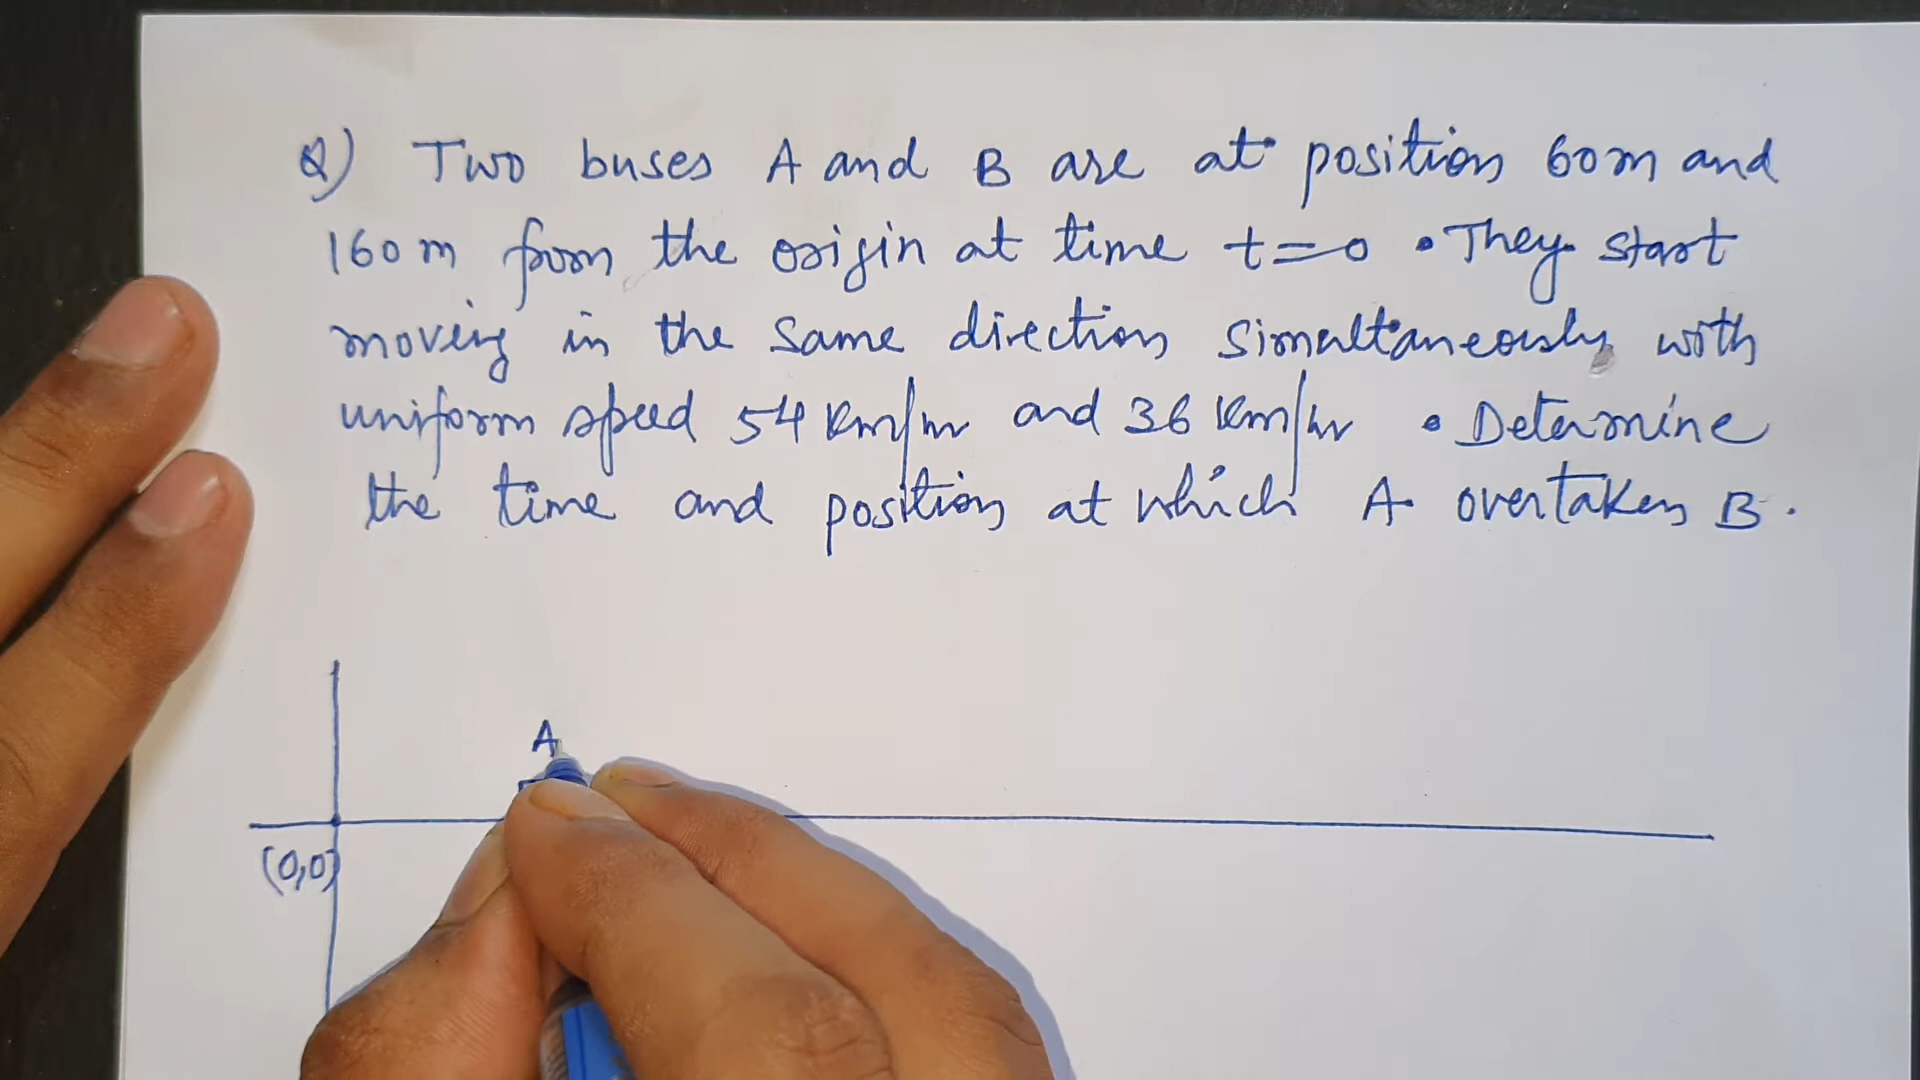 Q) Two buses A and B are at position 60m and
160m from the origin at time t=0 . They start
moving in the same direction simultaneously with
uniform speed 54 km/hr and 36 km/hr . Determine
the time and position at which A overtakes B .
A
(0,0)